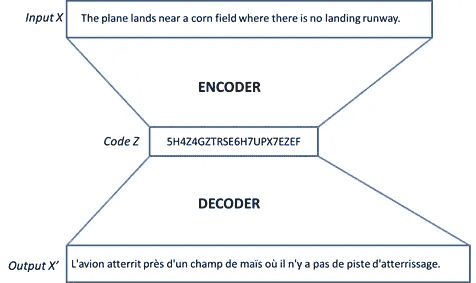 Input X The plane lands near a corn field where there is no landing runway.
ENCODER
Code Z 5H4Z4GZTRSE6H7UPX7EZEF
DECODER
Output X' L'avion atterrit près d'un champ de maïs où il n'y a pas de piste d'atterrissage.